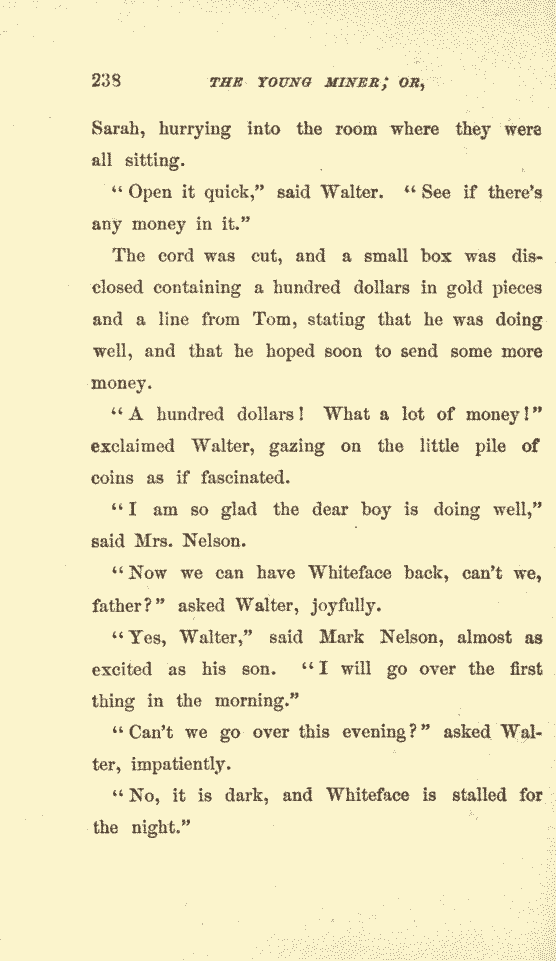 238 THE YOUNG MINER; OR,
Sarah, hurrying into the room where they were
all sitting.
“Open it quick,” said Walter. “See if there's
any money in it.”
The cord was cut, and a small box was dis-
closed containing a hundred dollars in gold pieces
and a line from Tom, stating that he was doing
well, and that he hoped soon to send some more
money.
“A hundred dollars! What a lot of money!”
exclaimed Walter, gazing on the little pile of
coins as if fascinated.
“I am so glad the dear boy is doing well,”
said Mrs. Nelson.
“Now we can have Whiteface back, can't we,
father?” asked Walter, joyfully.
“Yes, Walter,” said Mark Nelson, almost as
excited as his son. “I will go over the first
thing in the morning.”
“Can't we go over this evening?” asked Wal-
ter, impatiently.
“No, it is dark, and Whiteface is stalled for
the night.”